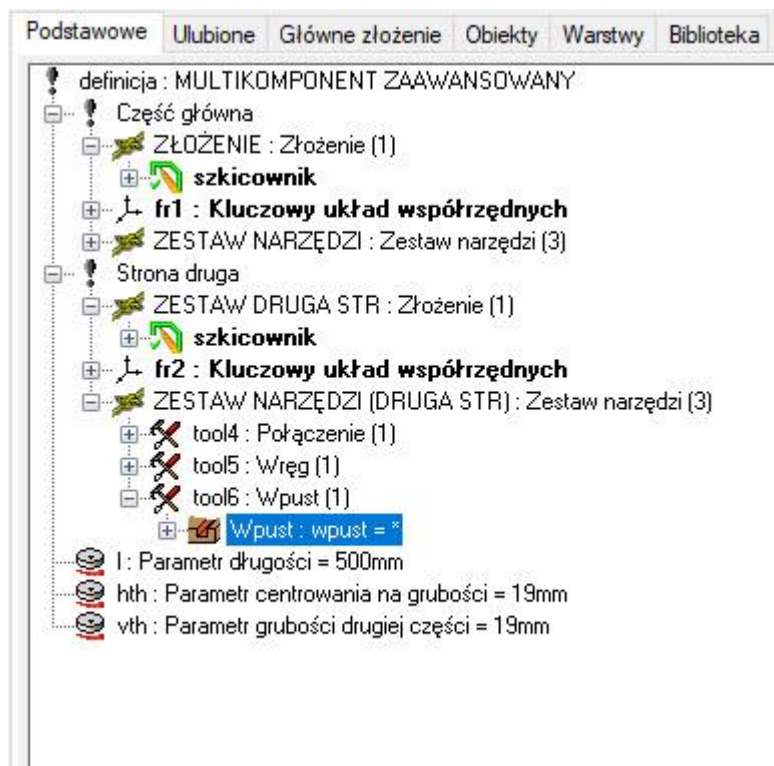 Podstawowe Ulubione Główne złożenie Obiekty Warstwy Biblioteka
definicja : MULTIKOMPONENT ZAAWANSOWANY
Część główna
ZŁOŻENIE : Złożenie (1)
szkicownik
fr1 : Kluczowy układ współrzędnych
ZESTAW NARZĘDZI : Zestaw narzędzi (3)
Strona druga
ZESTAW DRUGA STR : Złożenie (1)
szkicownik
fr2 : Kluczowy układ współrzędnych
ZESTAW NARZĘDZI (DRUGA STR) : Zestaw narzędzi (3)
tool4 : Połączenie (1)
tool5 : Wręg (1)
tool6 : Wpust (1)
Wpust : wpust = *
l : Parametr długości = 500mm
hth : Parametr centrowania na grubości = 19mm
vth : Parametr grubości drugiej części = 19mm